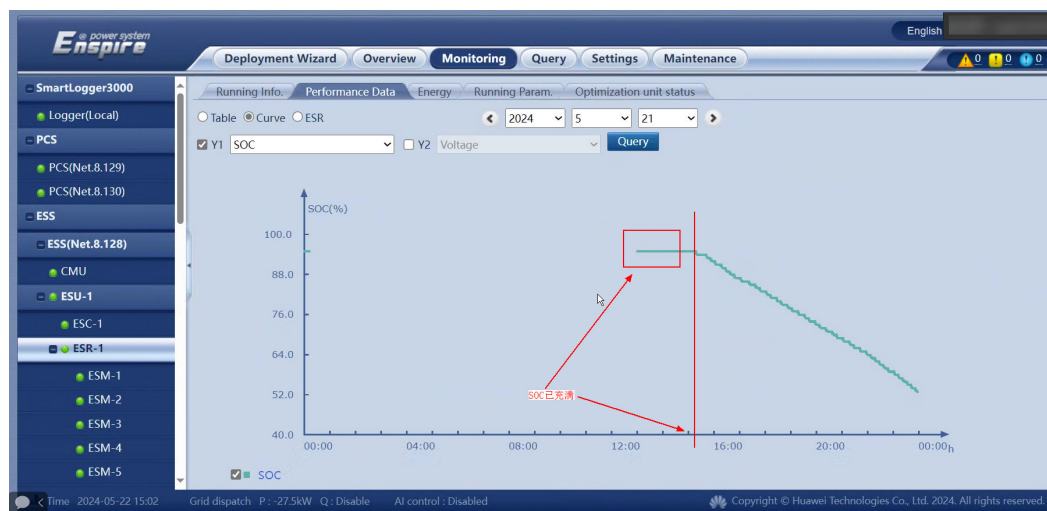 e power system
Enspire
English
Deployment Wizard Overview Monitoring Query Settings Maintenance
0 0 0
SmartLogger3000
Logger(Local)
PCS
PCS(Net.8.129)
PCS(Net.8.130)
ESS
ESS(Net.8.128)
CMU
ESU-1
ESC-1
ESR-1
ESM-1
ESM-2
ESM-3
ESM-4
ESM-5
Running Info. Performance Data Energy Running Param. Optimization unit status
Table Curve ESR 2024 5 21
Y1 SOC Y2 Voltage Query
SOC(%)
100.0
88.0
76.0
64.0
52.0
40.0
SOC已充满
00:00 04:00 08:00 12:00 16:00 20:00 00:00 h
SOC
Time 2024-05-22 15:02 Grid dispatch P : -27.5kW Q : Disable AI control : Disabled Copyright © Huawei Technologies Co., Ltd. 2024. All rights reserved.